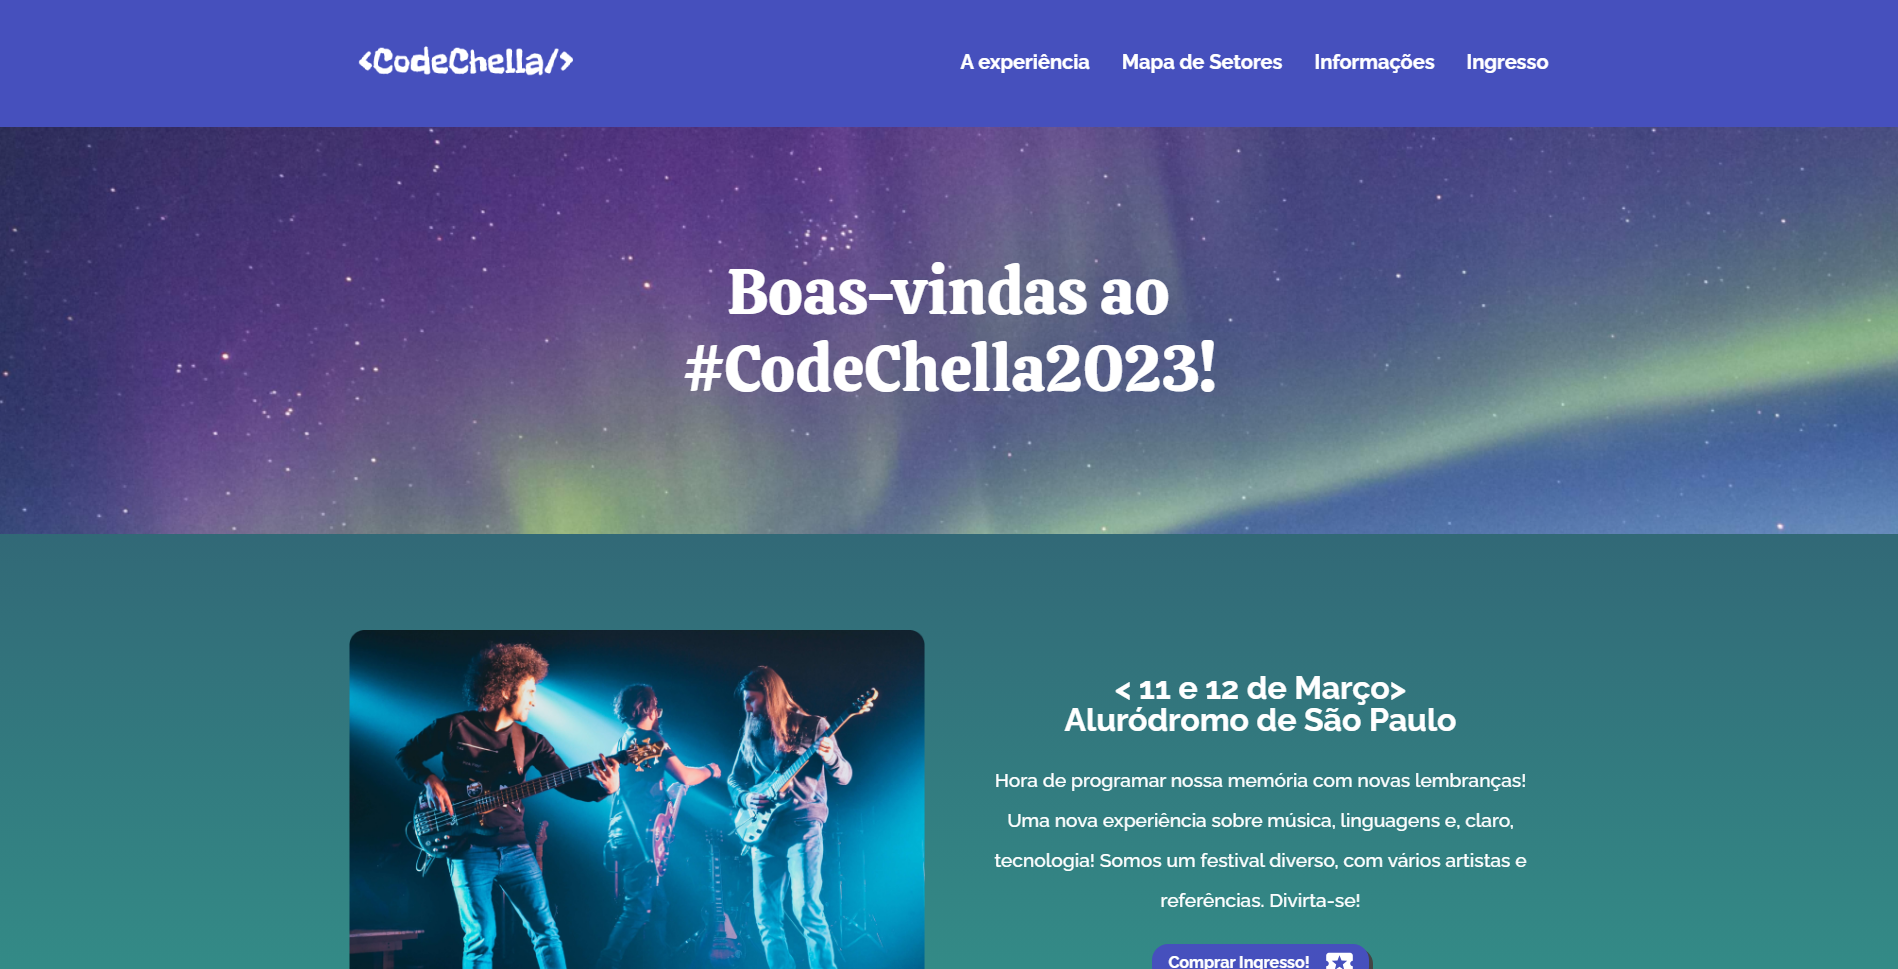 <CodeChella/>
A experiência
Mapa de Setores
Informações
Ingresso
Boas-vindas ao
#CodeChella2023!
< 11 e 12 de Março>
Aluródromo de São Paulo
Hora de programar nossa memória com novas lembranças!
Uma nova experiência sobre música, linguagens e, claro,
tecnologia! Somos um festival diverso, com vários artistas e
referências. Divirta-se!
Comprar Ingresso!